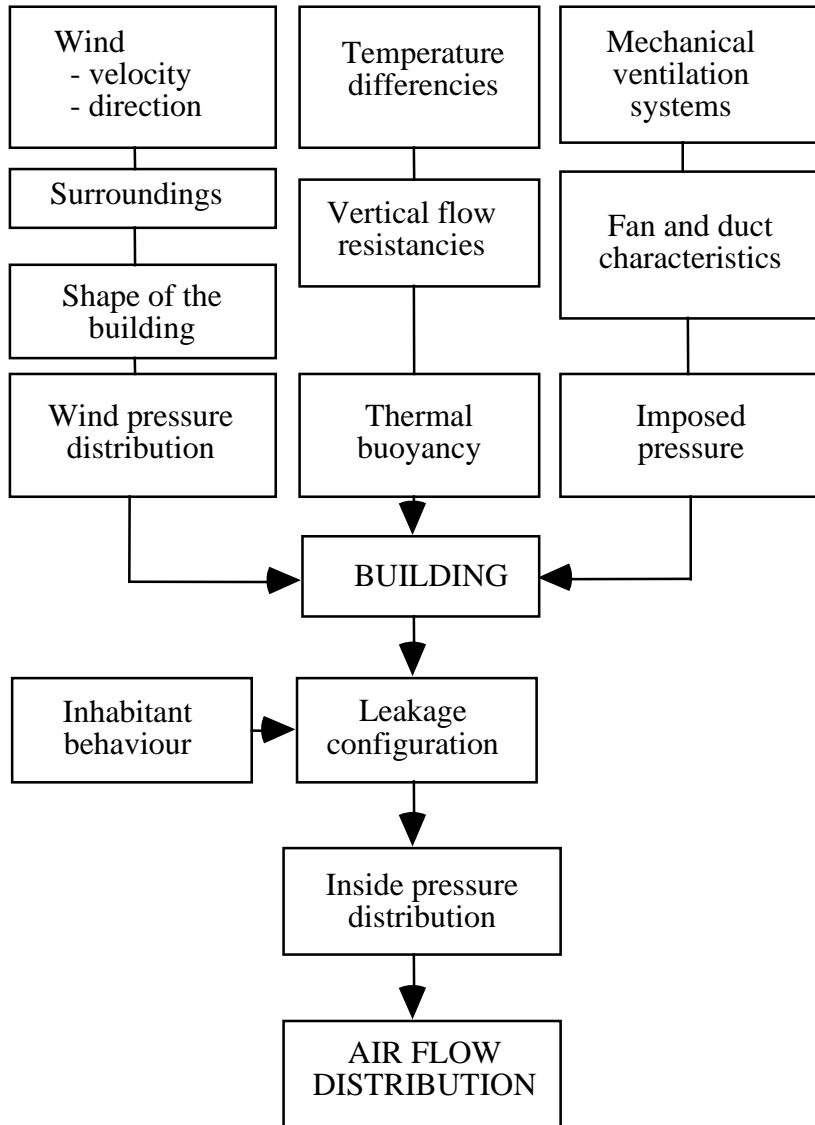 Wind
- velocity
- direction
Temperature
differencies
Mechanical
ventilation
systems
Surroundings
Vertical flow
resistancies
Fan and duct
characteristics
Shape of the
building
Wind pressure
distribution
Thermal
buoyancy
Imposed
pressure
BUILDING
Inhabitant
behaviour
Leakage
configuration
Inside pressure
distribution
AIR FLOW
DISTRIBUTION